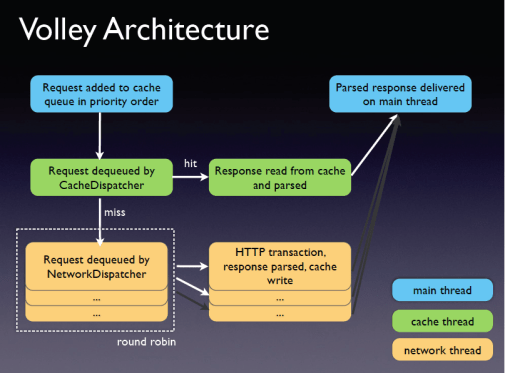 Volley Architecture
Request added to cache
queue in priority order
Parsed response delivered
on main thread
Request dequeued by
CacheDispatcher
hit
Response read from cache
and parsed
miss
Request dequeued by
NetworkDispatcher
...
...
HTTP transaction,
response parsed, cache
write
...
...
round robin
main thread
cache thread
network thread